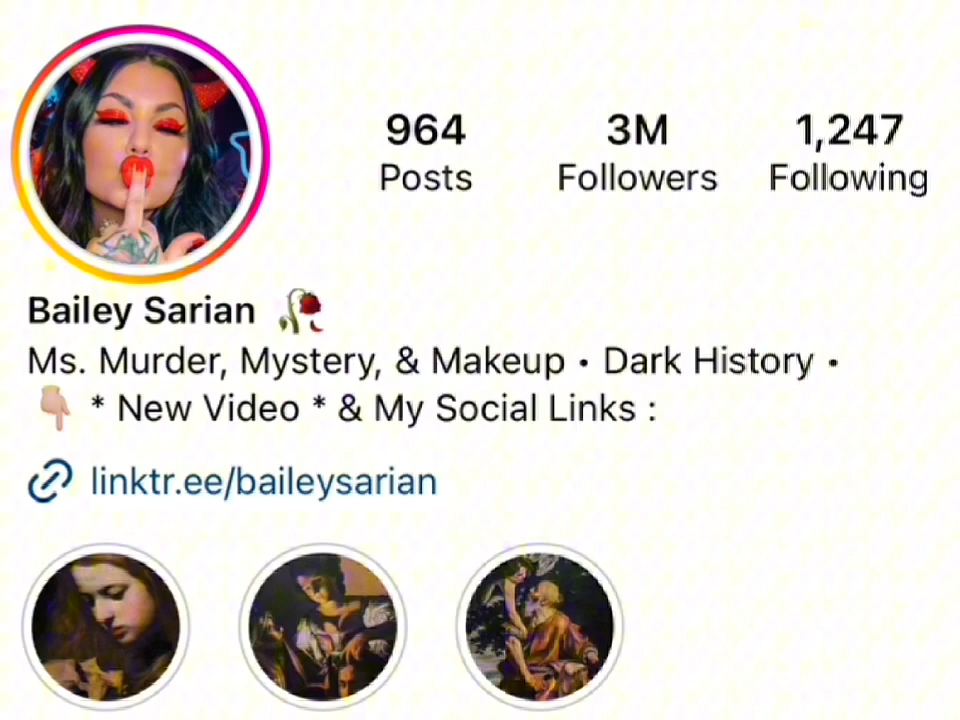 964 3M 1,247
Posts Followers Following
Bailey Sarian 🥀
Ms. Murder, Mystery, & Makeup • Dark History •
👇🏼 * New Video * & My Social Links :
linktr.ee/baileysarian